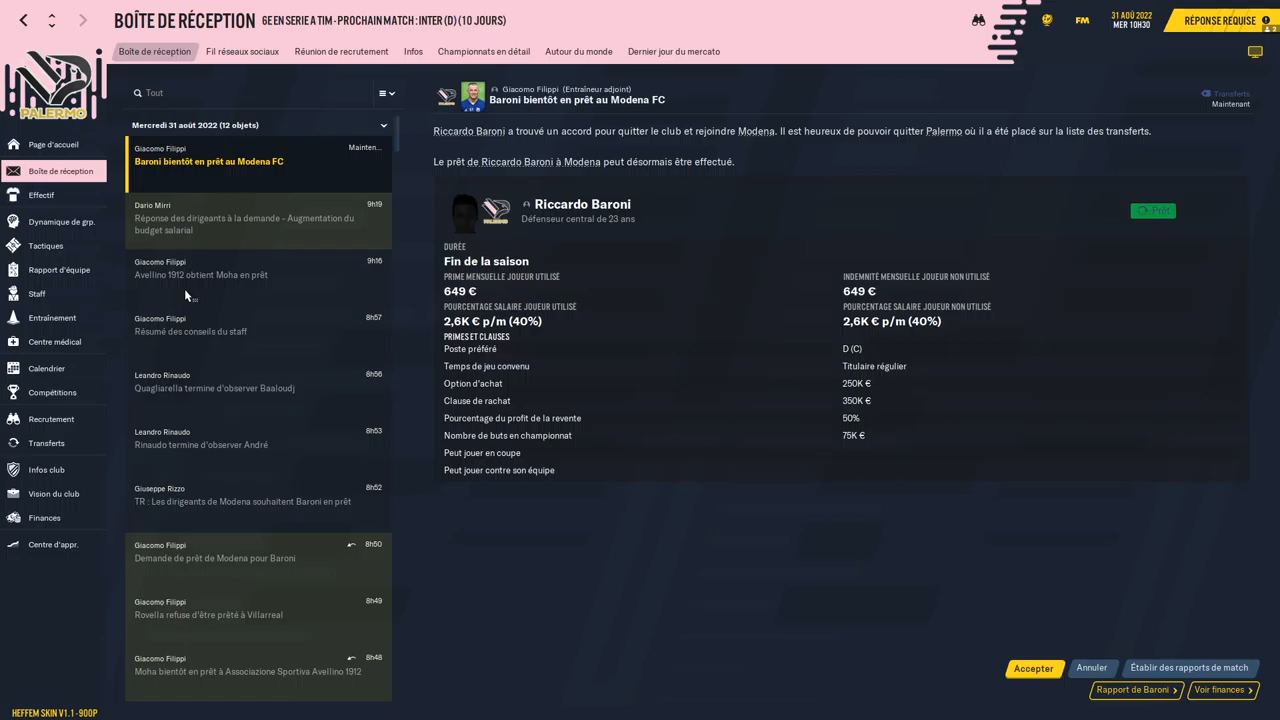 BOÎTE DE RÉCEPTION 6E EN SERIE A TIM - PROCHAIN MATCH : INTER (D) (10 JOURS)
FM
31 AOÛ 2022
MER 10H30
RÉPONSE REQUISE
2
Boîte de réception Fil réseaux sociaux Réunion de recrutement Infos Championnats en détail Autour du monde Dernier jour du mercato
PALERMO
Page d'accueil
Boîte de réception
Effectif
Dynamique de grp.
Tactiques
Rapport d'équipe
Staff
Entraînement
Centre médical
Calendrier
Compétitions
Recrutement
Transferts
Infos club
Vision du club
Finances
Centre d'appr.
HEFFEM SKIN V1.1 - 900P
Tout
Mercredi 31 août 2022 (12 objets)
Giacomo Filippi Mainten...
Baroni bientôt en prêt au Modena FC
Dario Mirri 9h19
Réponse des dirigeants à la demande - Augmentation du
budget salarial
Giacomo Filippi 9h16
Avellino 1912 obtient Moha en prêt
Giacomo Filippi 8h57
Résumé des conseils du staff
Leandro Rinaudo 8h56
Quagliarella termine d'observer Baaloudj
Leandro Rinaudo 8h53
Rinaudo termine d'observer André
Giuseppe Rizzo 8h52
TR : Les dirigeants de Modena souhaitent Baroni en prêt
Giacomo Filippi 8h50
Demande de prêt de Modena pour Baroni
Giacomo Filippi 8h49
Rovella refuse d'être prêté à Villarreal
Giacomo Filippi 8h48
Moha bientôt en prêt à Associazione Sportiva Avellino 1912
Giacomo Filippi (Entraîneur adjoint)
Baroni bientôt en prêt au Modena FC
Transferts
Maintenant
Riccardo Baroni a trouvé un accord pour quitter le club et rejoindre Modena. Il est heureux de pouvoir quitter Palermo où il a été placé sur la liste des transferts.
Le prêt de Riccardo Baroni à Modena peut désormais être effectué.
Riccardo Baroni
Défenseur central de 23 ans
Prêt
DURÉE
Fin de la saison
PRIME MENSUELLE JOUEUR UTILISÉ INDEMNITÉ MENSUELLE JOUEUR NON UTILISÉ
649 € 649 €
POURCENTAGE SALAIRE JOUEUR UTILISÉ POURCENTAGE SALAIRE JOUEUR NON UTILISÉ
2,6K € p/m (40%) 2,6K € p/m (40%)
PRIMES ET CLAUSES
Poste préféré D (C)
Temps de jeu convenu Titulaire régulier
Option d'achat 250K €
Clause de rachat 350K €
Pourcentage du profit de la revente 50%
Nombre de buts en championnat 75K €
Peut jouer en coupe
Peut jouer contre son équipe
Accepter Annuler Établir des rapports de match
Rapport de Baroni Voir finances